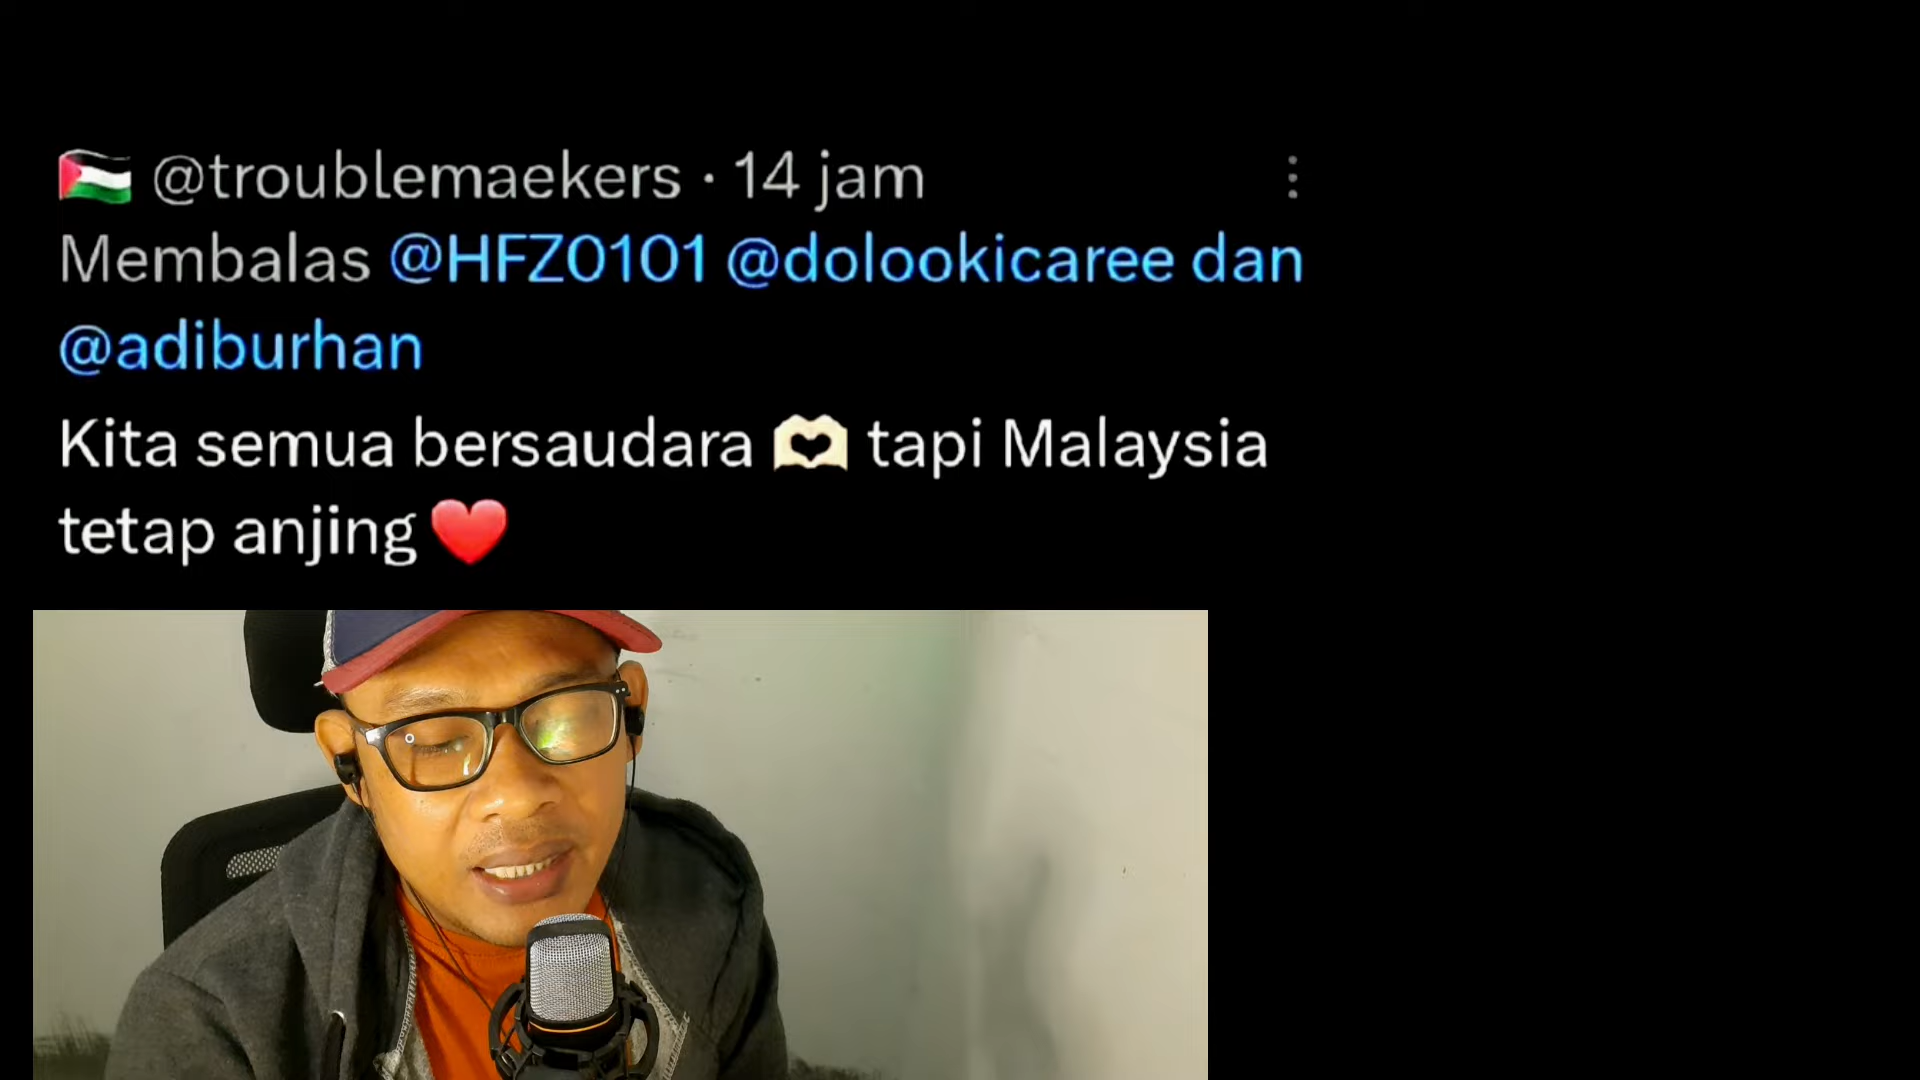 🇵🇸 @troublemaekers · 14 jam
Membalas @HFZ0101 @dolookicaree dan
@adiburhan
Kita semua bersaudara 🫶🏻 tapi Malaysia
tetap anjing ❤️